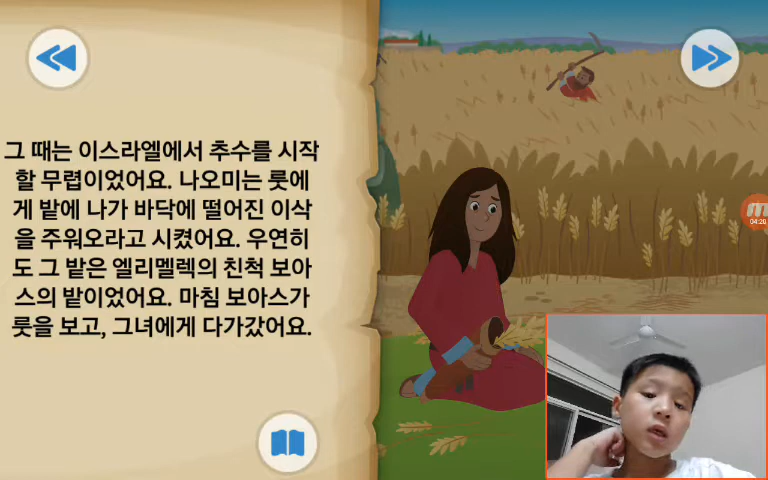 그 때는 이스라엘에서 추수를 시작
할 무렵이었어요. 나오미는 룻에
게 밭에 나가 바닥에 떨어진 이삭
을 주워오라고 시켰어요. 우연히
도 그 밭은 엘리멜렉의 친척 보아
스의 밭이었어요. 마침 보아스가
룻을 보고, 그녀에게 다가갔어요.
04:20